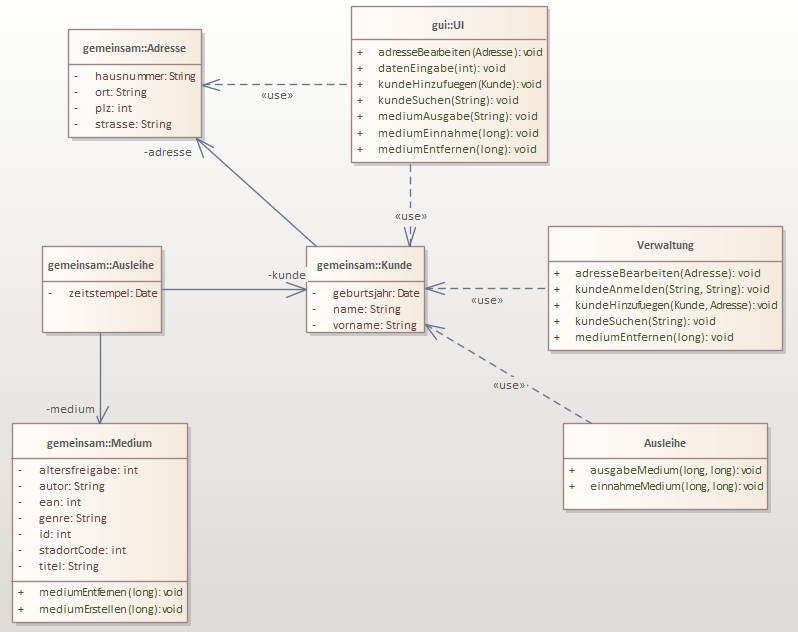 gui::UI
+ adresseBearbeiten(Adresse): void
+ datenEingabe(int): void
+ kundeHinzufuegen(Kunde): void
+ kundeSuchen(String): void
+ mediumAusgabe(String): void
+ mediumEinnahme(long): void
+ mediumEntfernen(long): void
gemeinsam::Adresse
- hausnummer: String
- ort: String
- plz: int
- strasse: String
«use»
-adresse
«use»
gemeinsam::Ausleihe
- zeitstempel: Date
-kunde
gemeinsam::Kunde
- geburtsjahr: Date
- name: String
- vorname: String
«use»
Verwaltung
+ adresseBearbeiten(Adresse): void
+ kundeAnmelden(String, String): void
+ kundeHinzufuegen(Kunde, Adresse): void
+ kundeSuchen(String): void
+ mediumEntfernen(long): void
«use»
-medium
gemeinsam::Medium
- altersfreigabe: int
- autor: String
- ean: int
- genre: String
- id: int
- stadortCode: int
- titel: String
+ mediumEntfernen(long): void
+ mediumErstellen(long): void
Ausleihe
+ ausgabeMedium(long, long): void
+ einnahmeMedium(long, long): void